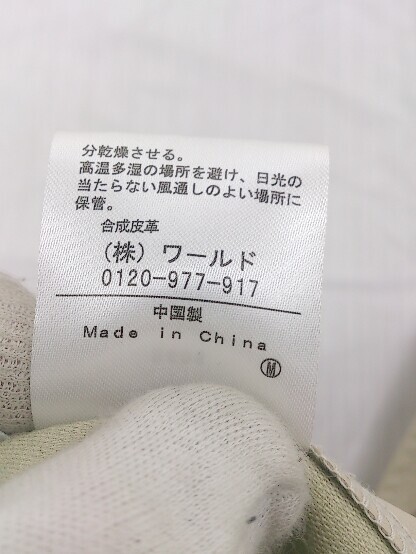 分乾燥させる。
高温多湿の場所を避け、日光の
当たらない風通しのよい場所に
保管。
合成皮革
（株）ワールド
0120-977-917
中国製
Made in China
Ⓜ